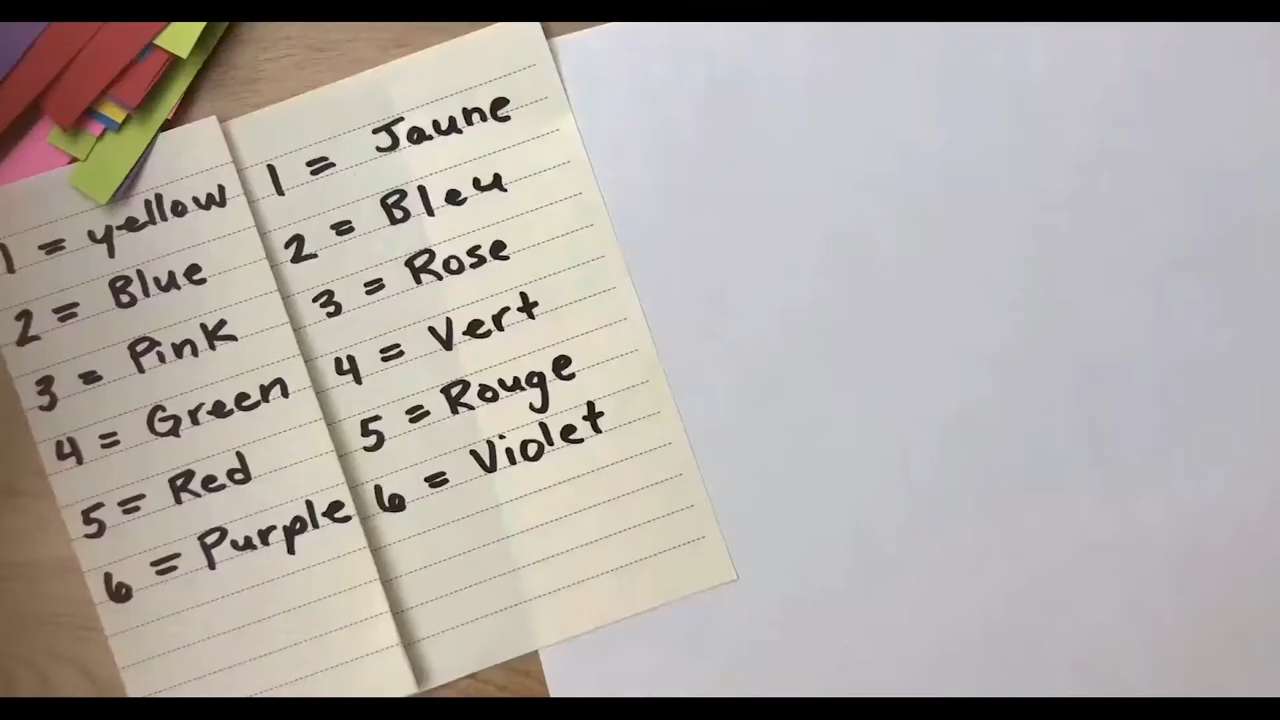 1 = yellow
2 = Blue
3 = Pink
4 = Green
5 = Red
6 = Purple
1 = Jaune
2 = Bleu
3 = Rose
4 = Vert
5 = Rouge
6 = Violet